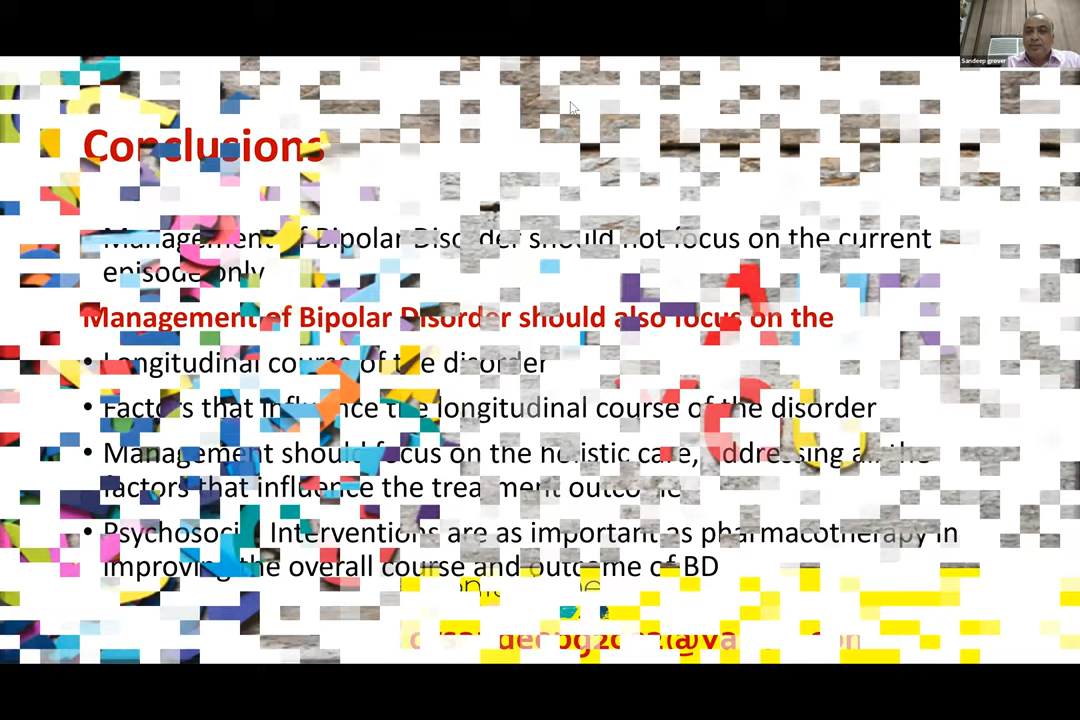 Sandeep grover
Conclusions
Management of Bipolar Disorder should not focus on the current
episode only
Management of Bipolar Disorder should also focus on the
• Longitudinal course of the disorder
• Factors that influence the longitudinal course of the disorder
• Management should focus on the holistic care, addressing all the
factors that influence the treatment outcome
• Psychosocial Interventions are as important as pharmacotherapy in
improving the overall course and outcome of BD